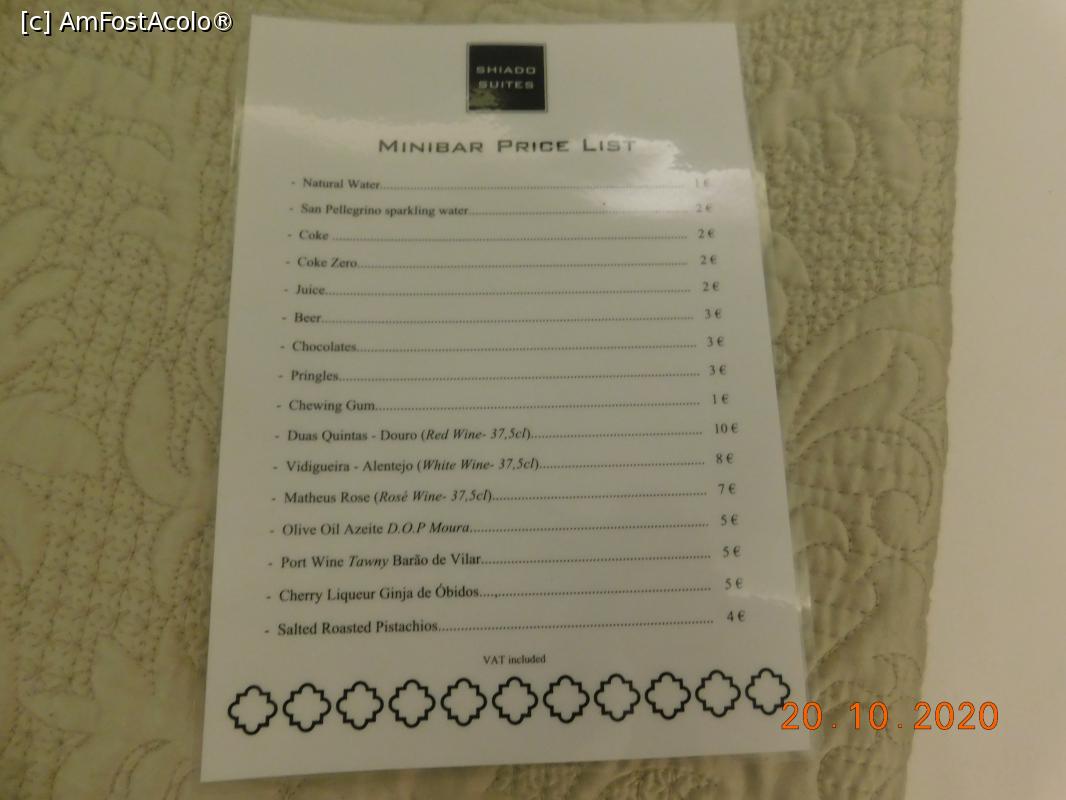 [c] AmFostAcolo®
SHIADO
SUITES
MINIBAR PRICE LIST
- Natural Water.......... 1 €
- San Pellegrino sparkling water.......... 2 €
- Coke .......... 2 €
- Coke Zero.......... 2 €
- Juice.......... 2 €
- Beer.......... 3 €
- Chocolates.......... 3 €
- Pringles.......... 3 €
- Chewing Gum.......... 1 €
- Duas Quintas - Douro (Red Wine- 37,5cl).......... 10 €
- Vidigueira - Alentejo (White Wine- 37,5cl).......... 8 €
- Matheus Rose (Rosé Wine- 37,5cl).......... 7 €
- Olive Oil Azeite D.O.P Moura.......... 5 €
- Port Wine Tawny Barão de Vilar.......... 5 €
- Cherry Liqueur Ginja de Óbidos.......... 5 €
- Salted Roasted Pistachios.......... 4 €
VAT included
20.10.2020